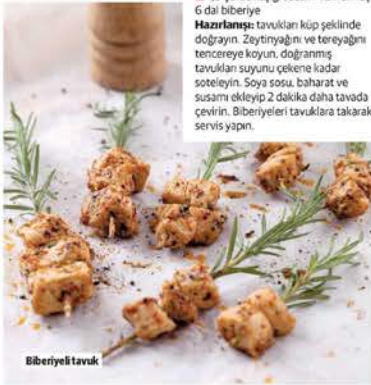 6 dal biberiye
Hazırlanışı: tavukları küp şeklinde
doğrayın. Zeytinyağını ve tereyağını
tencereye koyun, doğranmış
tavukları suyunu çekene kadar
soteleyin. Soya sosu, baharat ve
susamı ekleyip 2 dakika daha tavada
çevirin. Biberiyeleri tavuklara takarak
servis yapın.
Biberiyeli tavuk